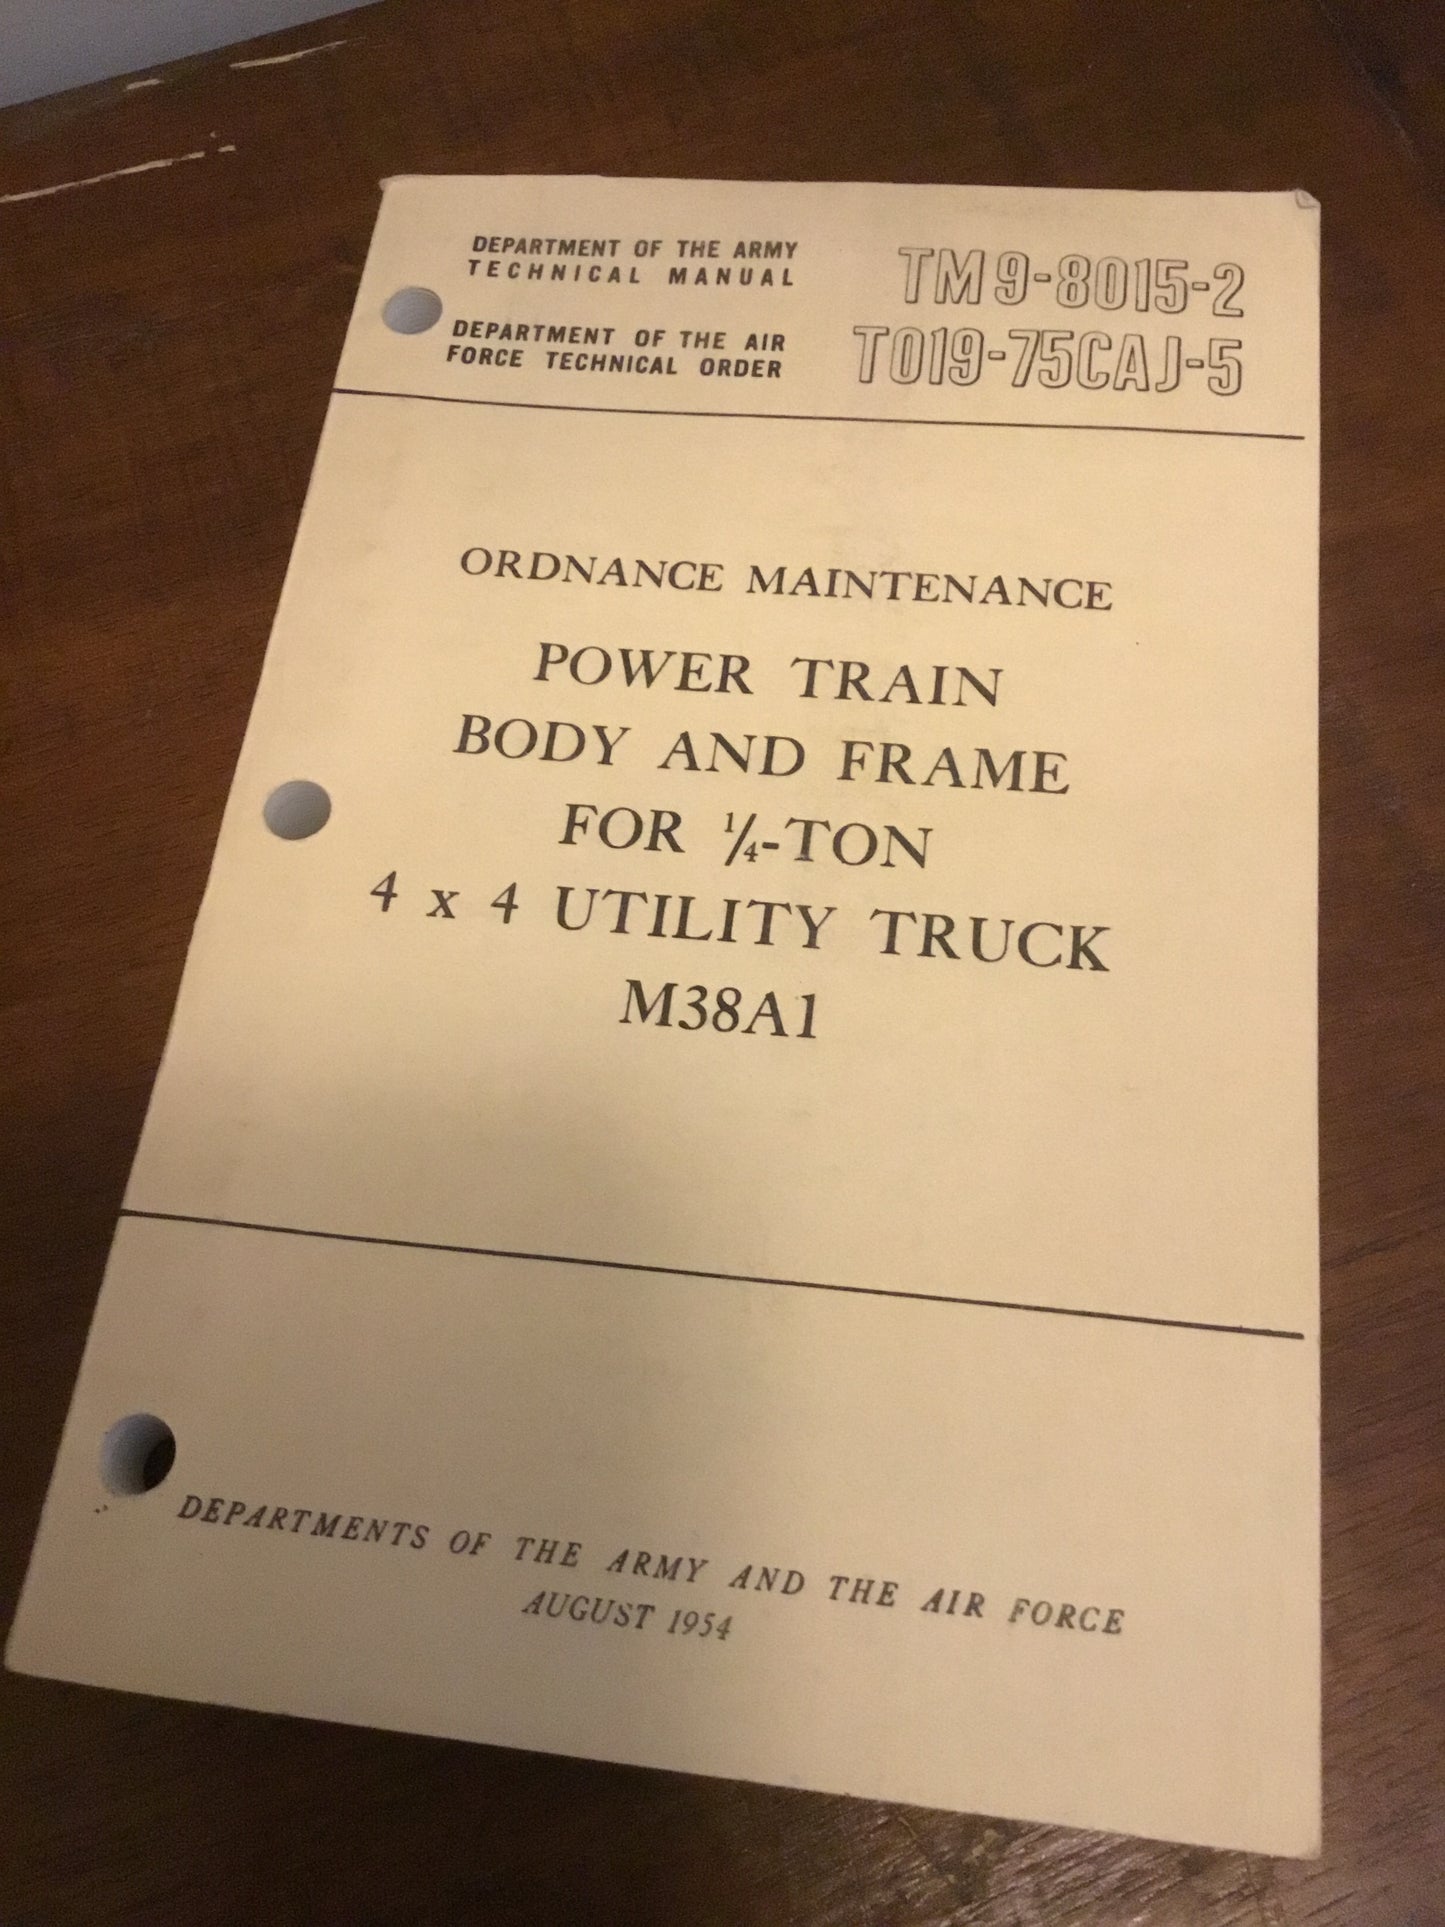 DEPARTMENT OF THE ARMY
TECHNICAL MANUAL
TM9-8015-2
DEPARTMENT OF THE AIR
FORCE TECHNICAL ORDER
TO19-75CAJ-5
ORDNANCE MAINTENANCE
POWER TRAIN
BODY AND FRAME
FOR ¼-TON
4 x 4 UTILITY TRUCK
M38A1
DEPARTMENTS OF THE ARMY AND THE AIR FORCE
AUGUST 1954